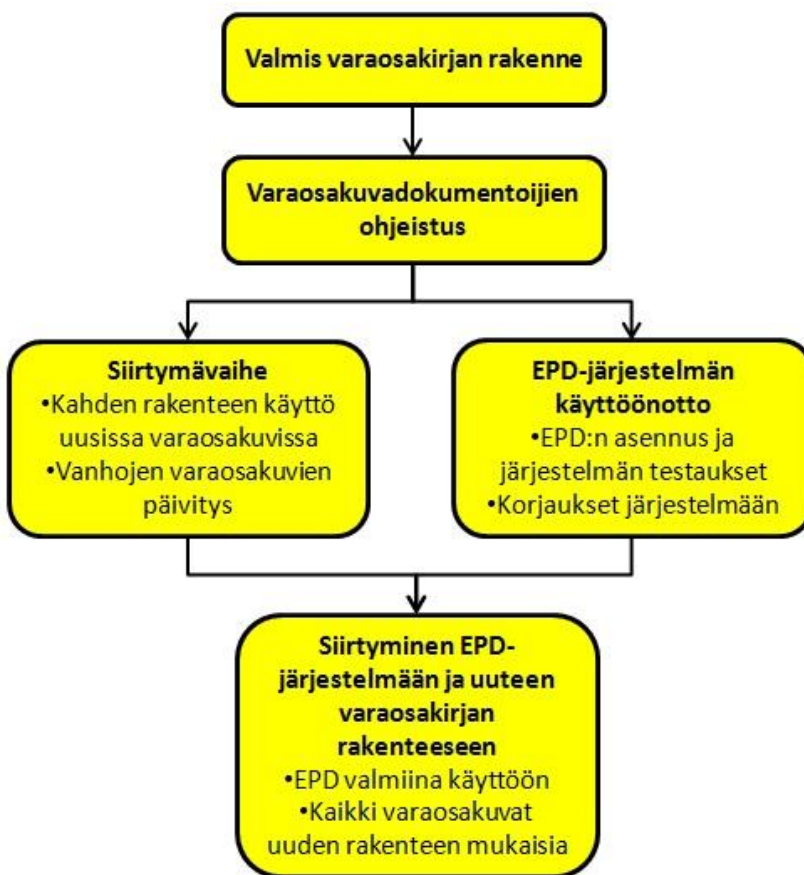 Valmis varaosakirjan rakenne
Varaosakuvadokumentoijien
ohjeistus
Siirtymävaihe
•Kahden rakenteen käyttö
uusissa varaosakuvissa
•Vanhojen varaosakuvien
päivitys
EPD-järjestelmän
käyttöönotto
•EPD:n asennus ja
järjestelmän testaukset
•Korjaukset järjestelmään
Siirtyminen EPD-
järjestelmään ja uuteen
varaosakirjan
rakenteeseen
•EPD valmiina käyttöön
•Kaikki varaosakuvat
uuden rakenteen mukaisia